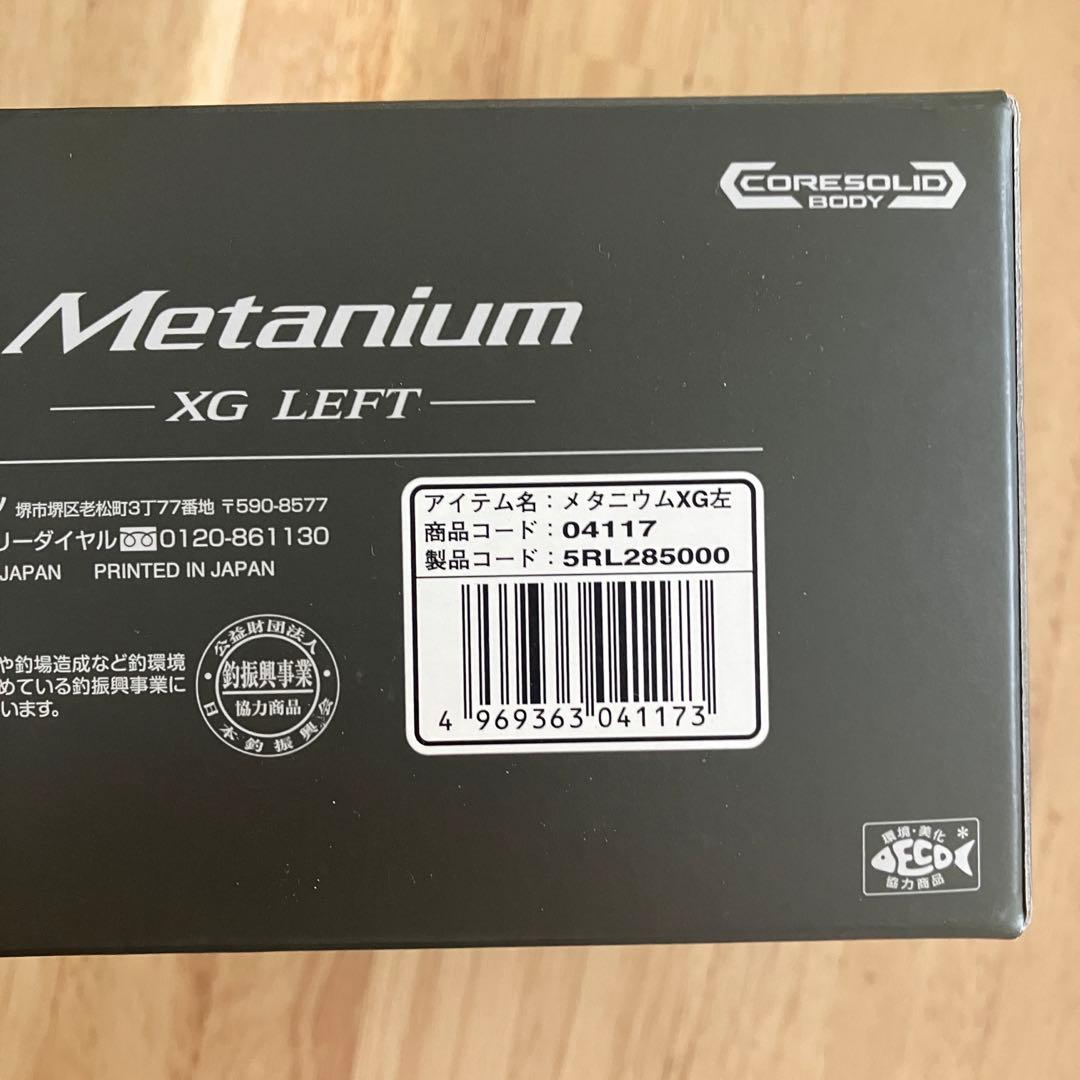 CORESOLID
BODY
Metanium
XG LEFT
堺市堺区老松町3丁77番地 〒590-8577
リーダイヤル 0120-861130
JAPAN PRINTED IN JAPAN
や釣場造成など釣環境
めている釣振興事業に
います。
公益財団法人
釣振興事業
協力商品
日本釣振興会
アイテム名：メタニウムXG左
商品コード：04117
製品コード：5RL285000
4 969363 041173
環境・美化
ECO
協力商品